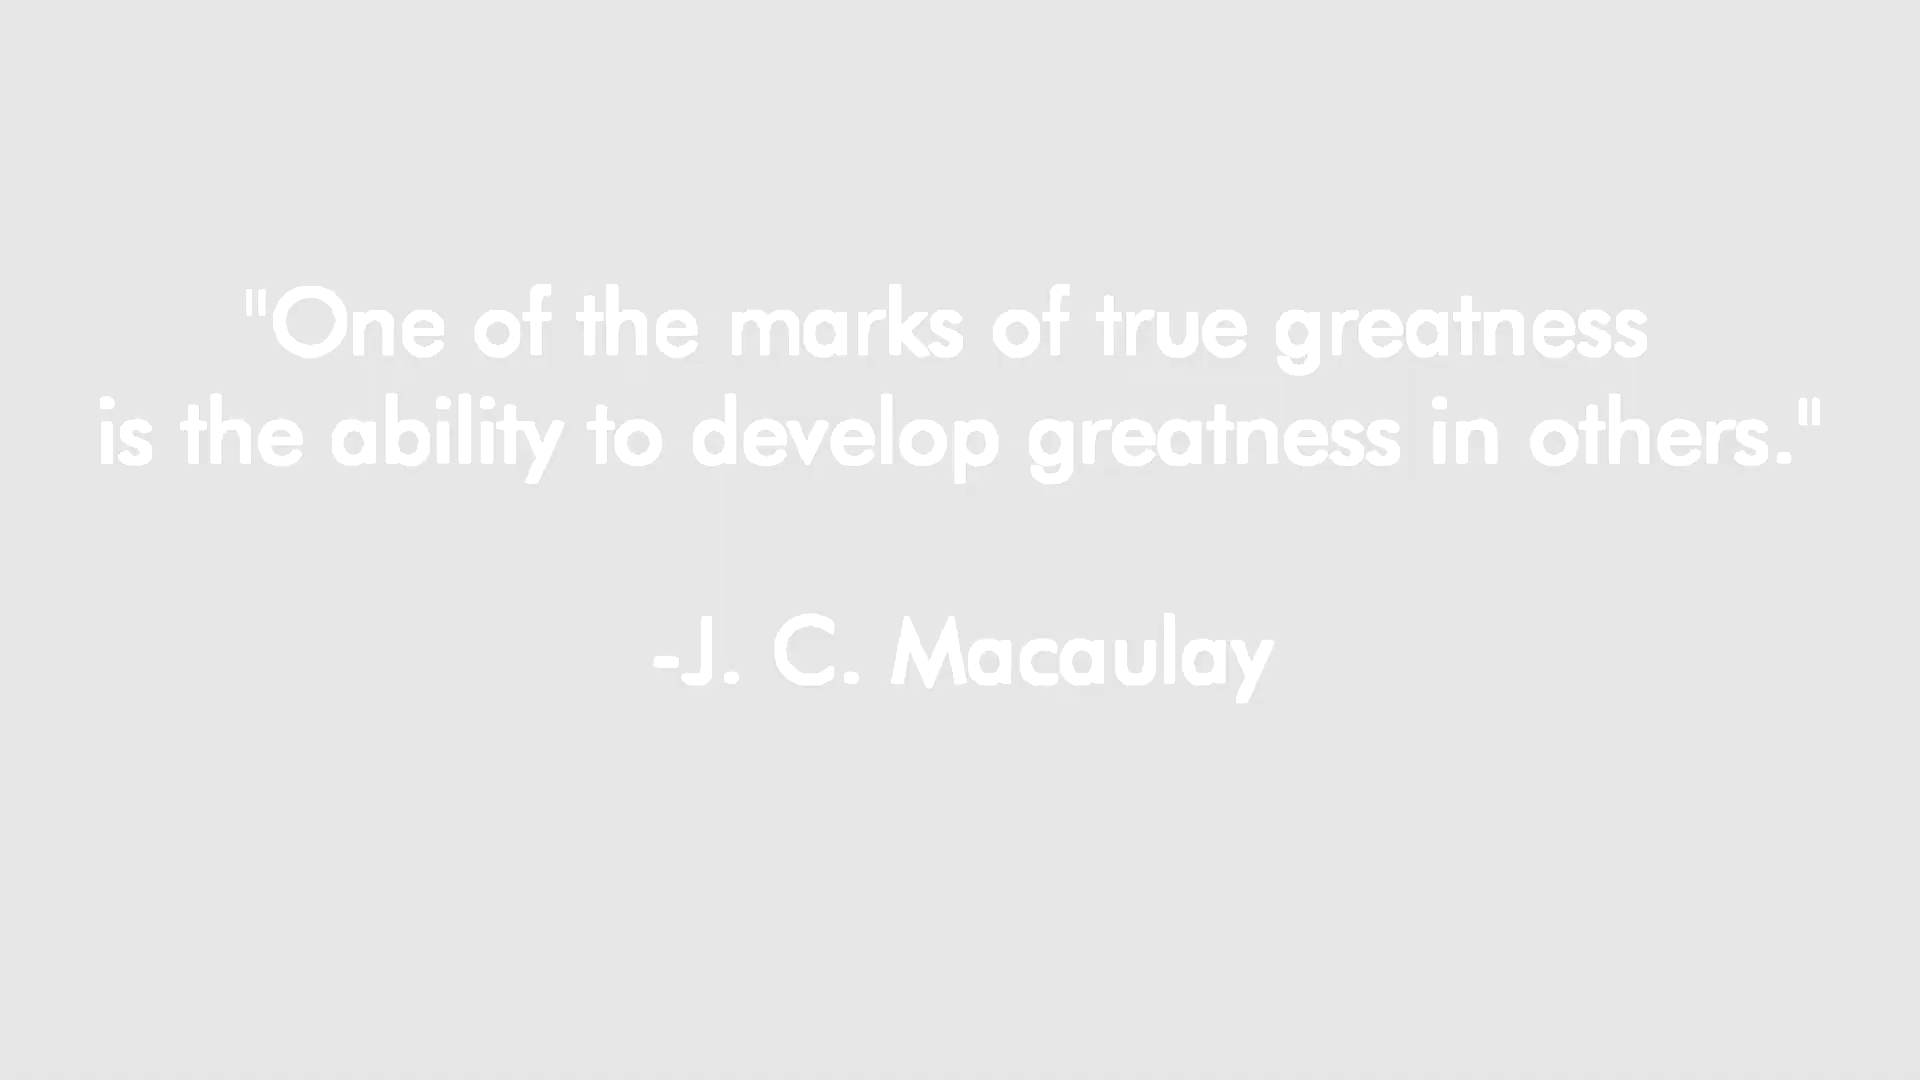 "One of the marks of true greatness
is the ability to develop greatness in others."
-J. C. Macaulay